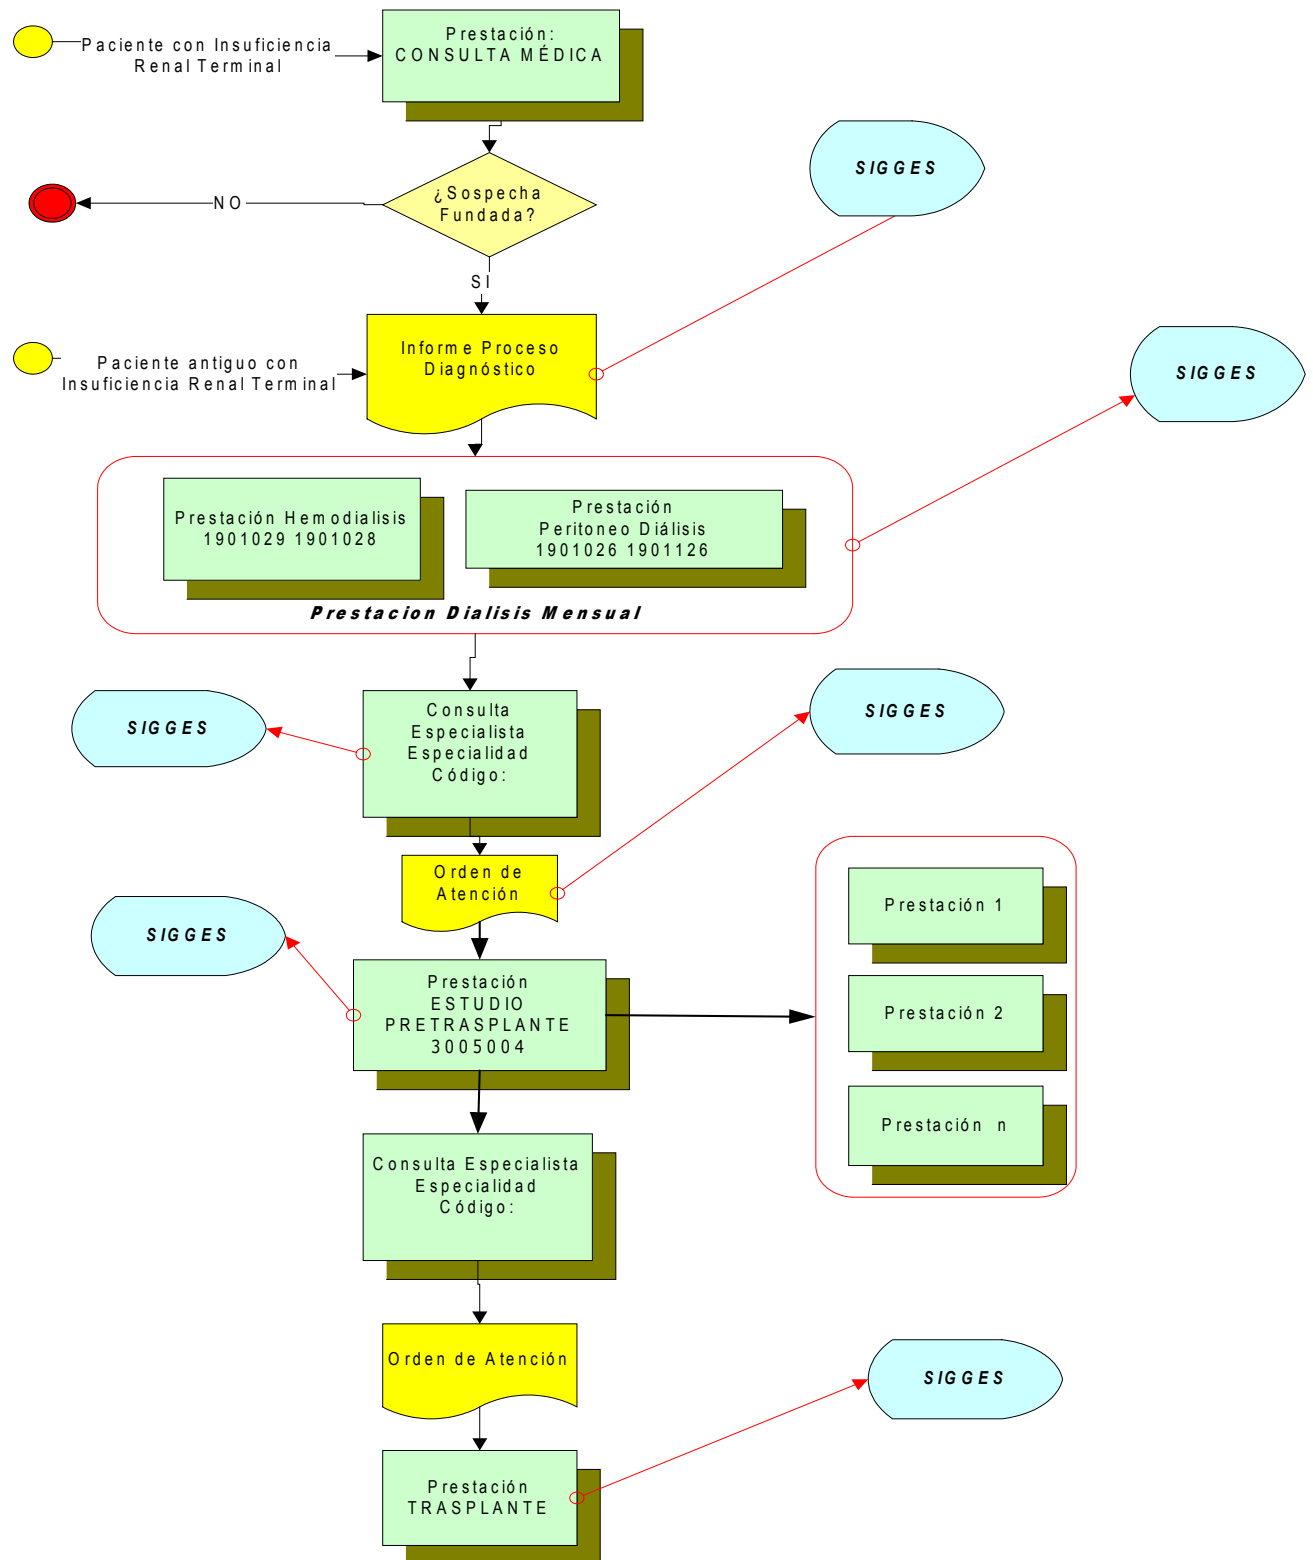 Paciente con Insuficiencia
Renal Terminal
Prestación:
CONSULTA MÉDICA
SIGGES
¿Sospecha
Fundada?
NO
SI
Informe Proceso
Diagnóstico
Paciente antiguo con
Insuficiencia Renal Terminal
SIGGES
Prestación Hemodialisis
1901029 1901028
Prestación
Peritoneo Diálisis
1901026 1901126
Prestacion Dialisis Mensual
SIGGES
Consulta
Especialista
Especialidad
Código:
SIGGES
Orden de
Atención
SIGGES
Prestación
ESTUDIO
PRETRASPLANTE
3005004
Prestación 1
Prestación 2
Prestación n
Consulta Especialista
Especialidad
Código:
Orden de Atención
SIGGES
Prestación
TRASPLANTE